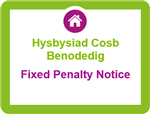 Hysbysiad Cosb
Benodedig
Fixed Penalty Notice